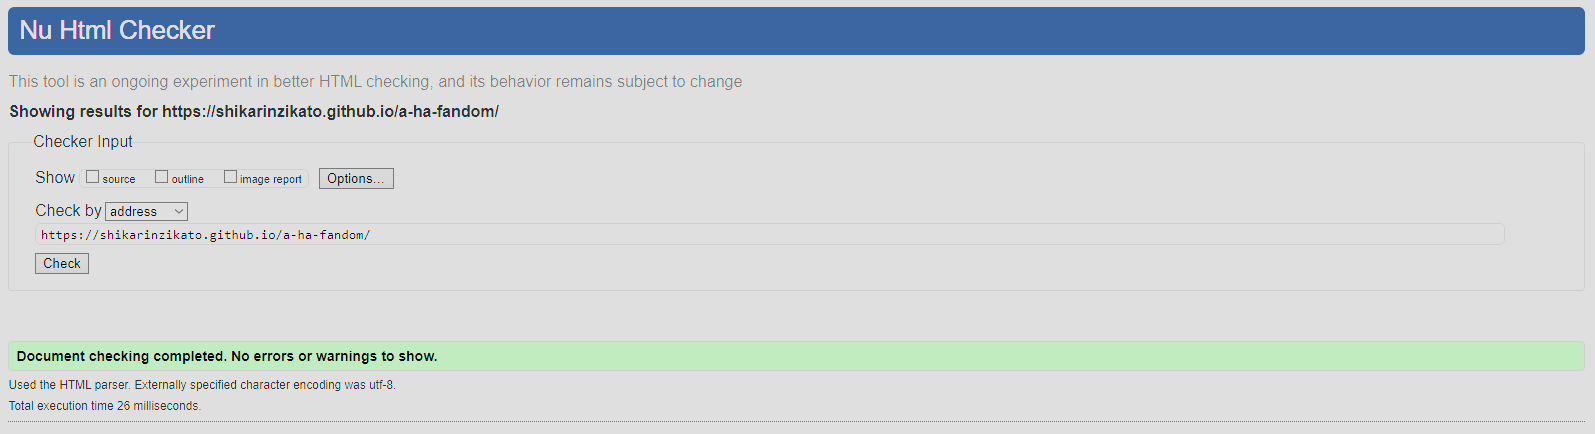 Nu Html Checker
This tool is an ongoing experiment in better HTML checking, and its behavior remains subject to change
Showing results for https://shikarinzikato.github.io/a-ha-fandom/
Checker Input
Show source outline image report Options...
Check by address
https://shikarinzikato.github.io/a-ha-fandom/
Check
Document checking completed. No errors or warnings to show.
Used the HTML parser. Externally specified character encoding was utf-8.
Total execution time 26 milliseconds.